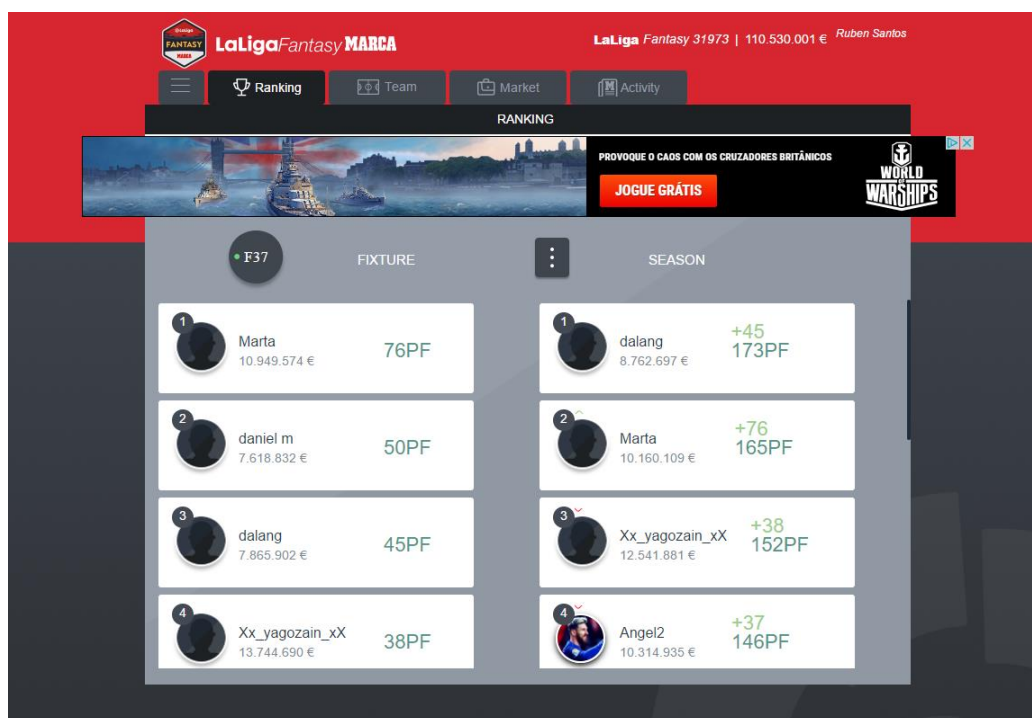 LaLigaFantasy MARCA
LaLiga Fantasy 31973 | 110.530.001 € Ruben Santos
FANTASY
MARCA
Ranking
Team
Market
Activity
RANKING
PROVOQUE O CAOS COM OS CRUZADORES BRITÂNICOS
JOGUE GRÁTIS
WORLD
OF
WARSHIPS
F37
FIXTURE
SEASON
1
Marta
10.949.574 €
76PF
2
daniel m
7.618.832 €
50PF
3
dalang
7.865.902 €
45PF
4
Xx_yagozain_xX
13.744.690 €
38PF
1
dalang
8.762.697 €
+45
173PF
2
Marta
10.160.109 €
+76
165PF
3
Xx_yagozain_xX
12.541.881 €
+38
152PF
4
Angel2
10.314.935 €
+37
146PF